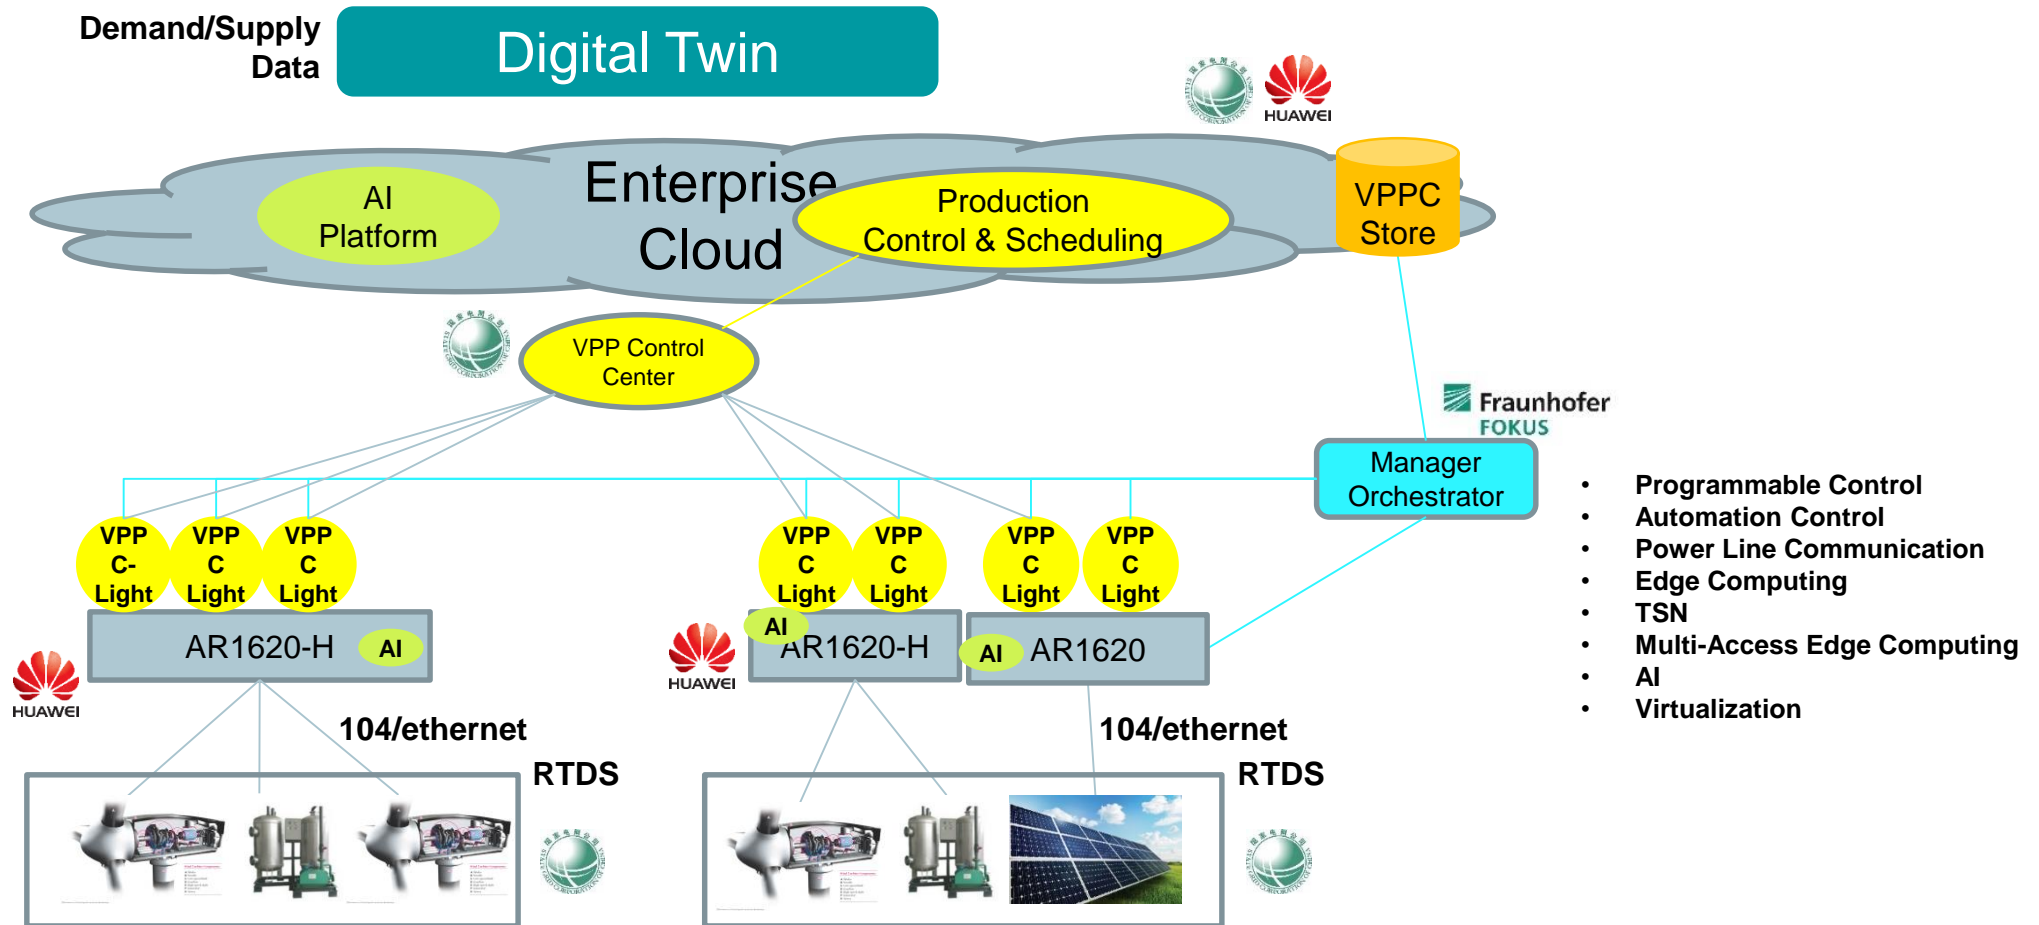 Demand/Supply
Data
Digital Twin
HUAWEI
AI
Platform
Enterprise
Cloud
Production
Control & Scheduling
VPPC
Store
VPP Control
Center
Fraunhofer
FOKUS
Manager
Orchestrator
VPP
C-
Light
VPP
C
Light
VPP
C
Light
VPP
C
Light
VPP
C
Light
VPP
C
Light
VPP
C
Light
AR1620-H
AI
AI
AR1620-H
AI
AR1620
HUAWEI
HUAWEI
104/ethernet
RTDS
104/ethernet
RTDS
• Programmable Control
• Automation Control
• Power Line Communication
• Edge Computing
• TSN
• Multi-Access Edge Computing
• AI
• Virtualization